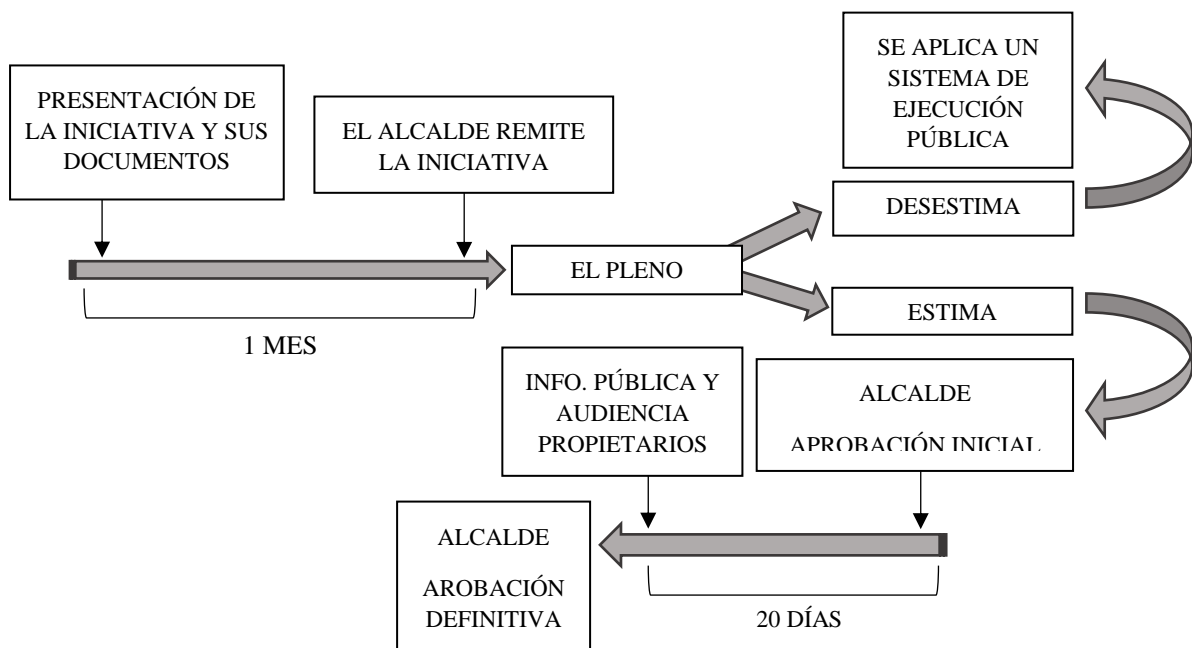 PRESENTACIÓN DE
LA INICIATIVA Y SUS
DOCUMENTOS
EL ALCALDE REMITE
LA INICIATIVA
SE APLICA UN
SISTEMA DE
EJECUCIÓN
PÚBLICA
DESESTIMA
EL PLENO
ESTIMA
1 MES
INFO. PÚBLICA Y
AUDIENCIA
PROPIETARIOS
ALCALDE
APROBACIÓN INICIAL
ALCALDE
AROBACIÓN
DEFINITIVA
20 DÍAS